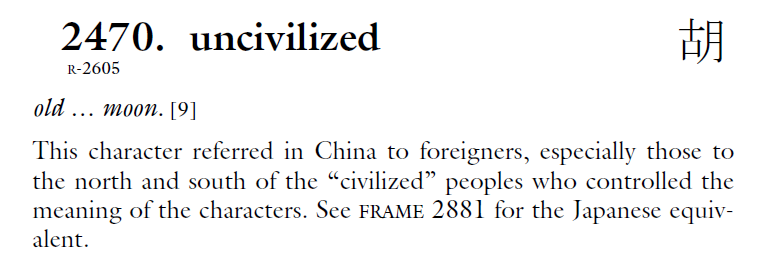 2470. uncivilized 胡
R-2605
old … moon. [9]
This character referred in China to foreigners, especially those to
the north and south of the “civilized” peoples who controlled the
meaning of the characters. See FRAME 2881 for the Japanese equiv-
alent.